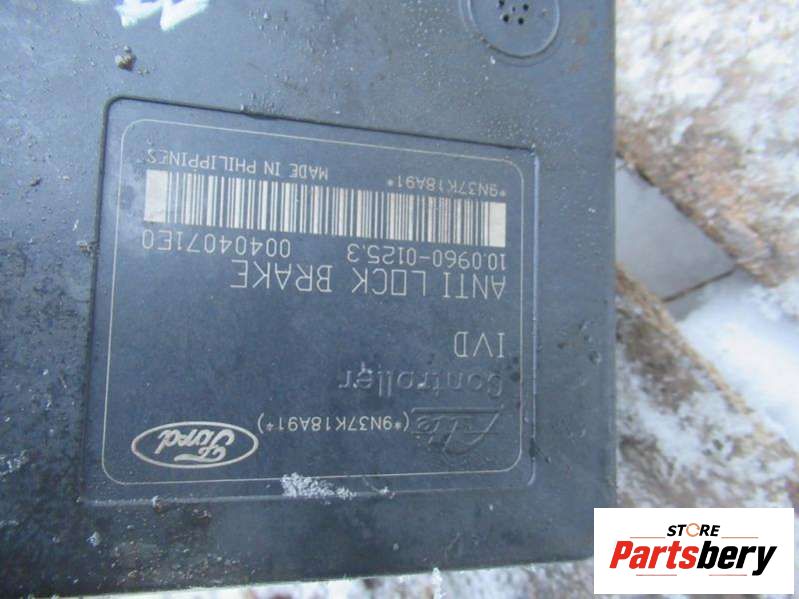 Ford
Ate (*9N37K18A91*)
Controller
IVD
ANTI LOCK BRAKE
10.0960-0125.3 00404071E0
*9N37K18A91* MADE IN PHILIPPINES
STORE
Partsbery